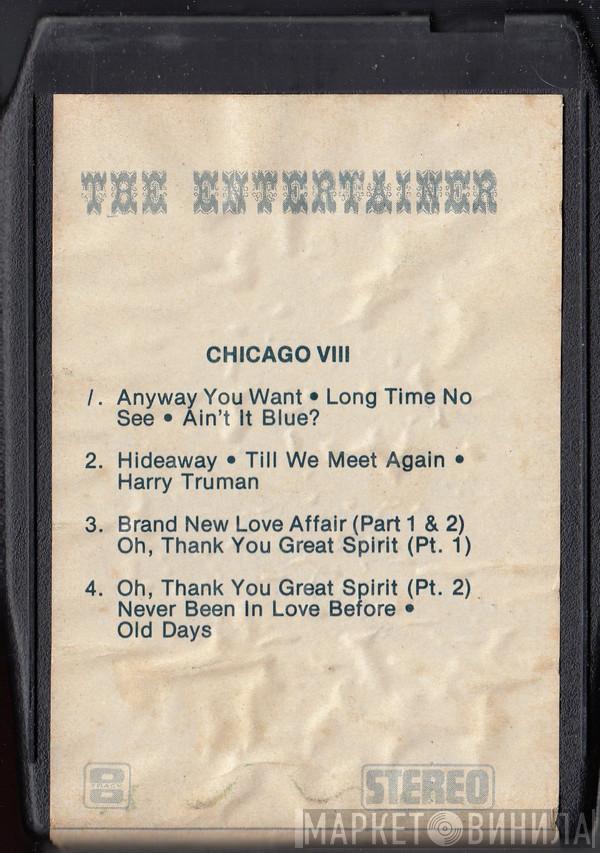 THE ENTERTAINER
CHICAGO VIII
1. Anyway You Want • Long Time No
See • Ain't It Blue?
2. Hideaway • Till We Meet Again •
Harry Truman
3. Brand New Love Affair (Part 1 & 2)
Oh, Thank You Great Spirit (Pt. 1)
4. Oh, Thank You Great Spirit (Pt. 2)
Never Been In Love Before •
Old Days
8
TRACK
STEREO
МАРКЕТ ВИНИЛА